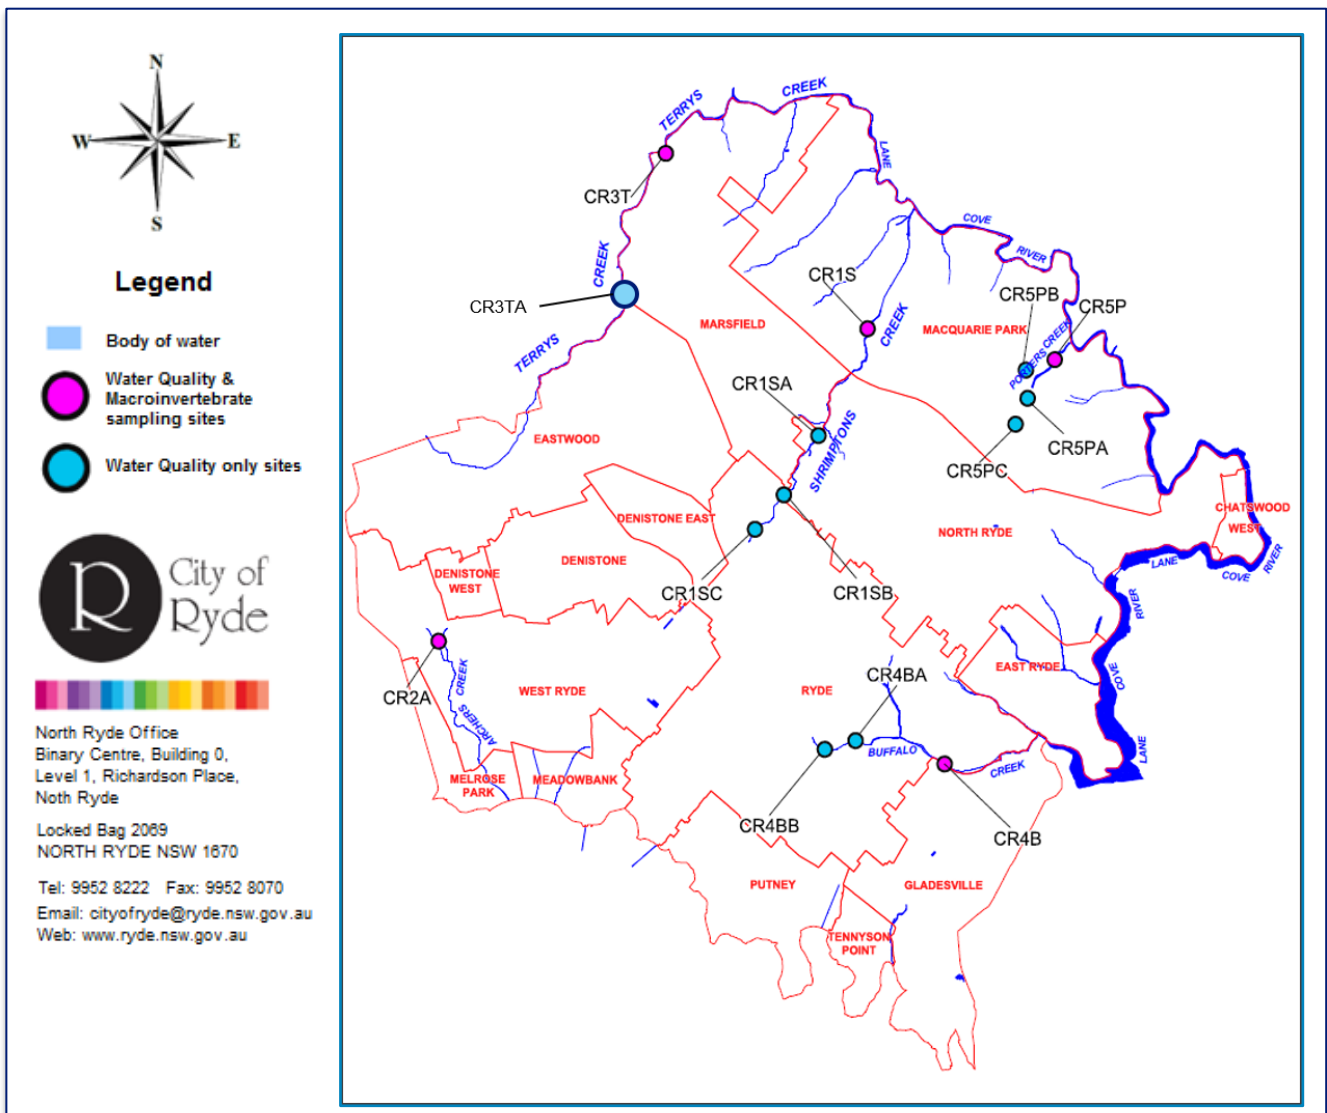 N
W
E
S
Legend
Body of water
Water Quality &
Macroinvertebrate
sampling sites
Water Quality only sites
R
City of
Ryde
North Ryde Office
Binary Centre, Building 0,
Level 1, Richardson Place,
Noth Ryde
Locked Bag 2069
NORTH RYDE NSW 1670
Tel: 9952 8222 Fax: 9952 8070
Email: cityofryde@ryde.nsw.gov.au
Web: www.ryde.nsw.gov.au
TERRYS
CREEK
LANE
COVE
RIVER
CR3T
CREEK
CR3TA
TERRYS
CR1S
CREEK
MARSFIELD
MACQUARIE PARK
CR5PB
CR5P
PORTERS CREEK
CR1SA
SHRIMPTONS
CR5PA
CR5PC
EASTWOOD
DENISTONE EAST
DENISTONE
DENISTONE
WEST
NORTH RYDE
CHATSWOOD
WEST
LANE
COVE
RIVER
RIVER
COVE
LANE
CR1SC
CR1SB
CR2A
ARCHERS
CREEK
WEST RYDE
RYDE
CR4BA
EAST RYDE
BUFFALO
CREEK
MELROSE
PARK
MEADOWBANK
CR4BB
CR4B
PUTNEY
GLADESVILLE
TENNYSON
POINT